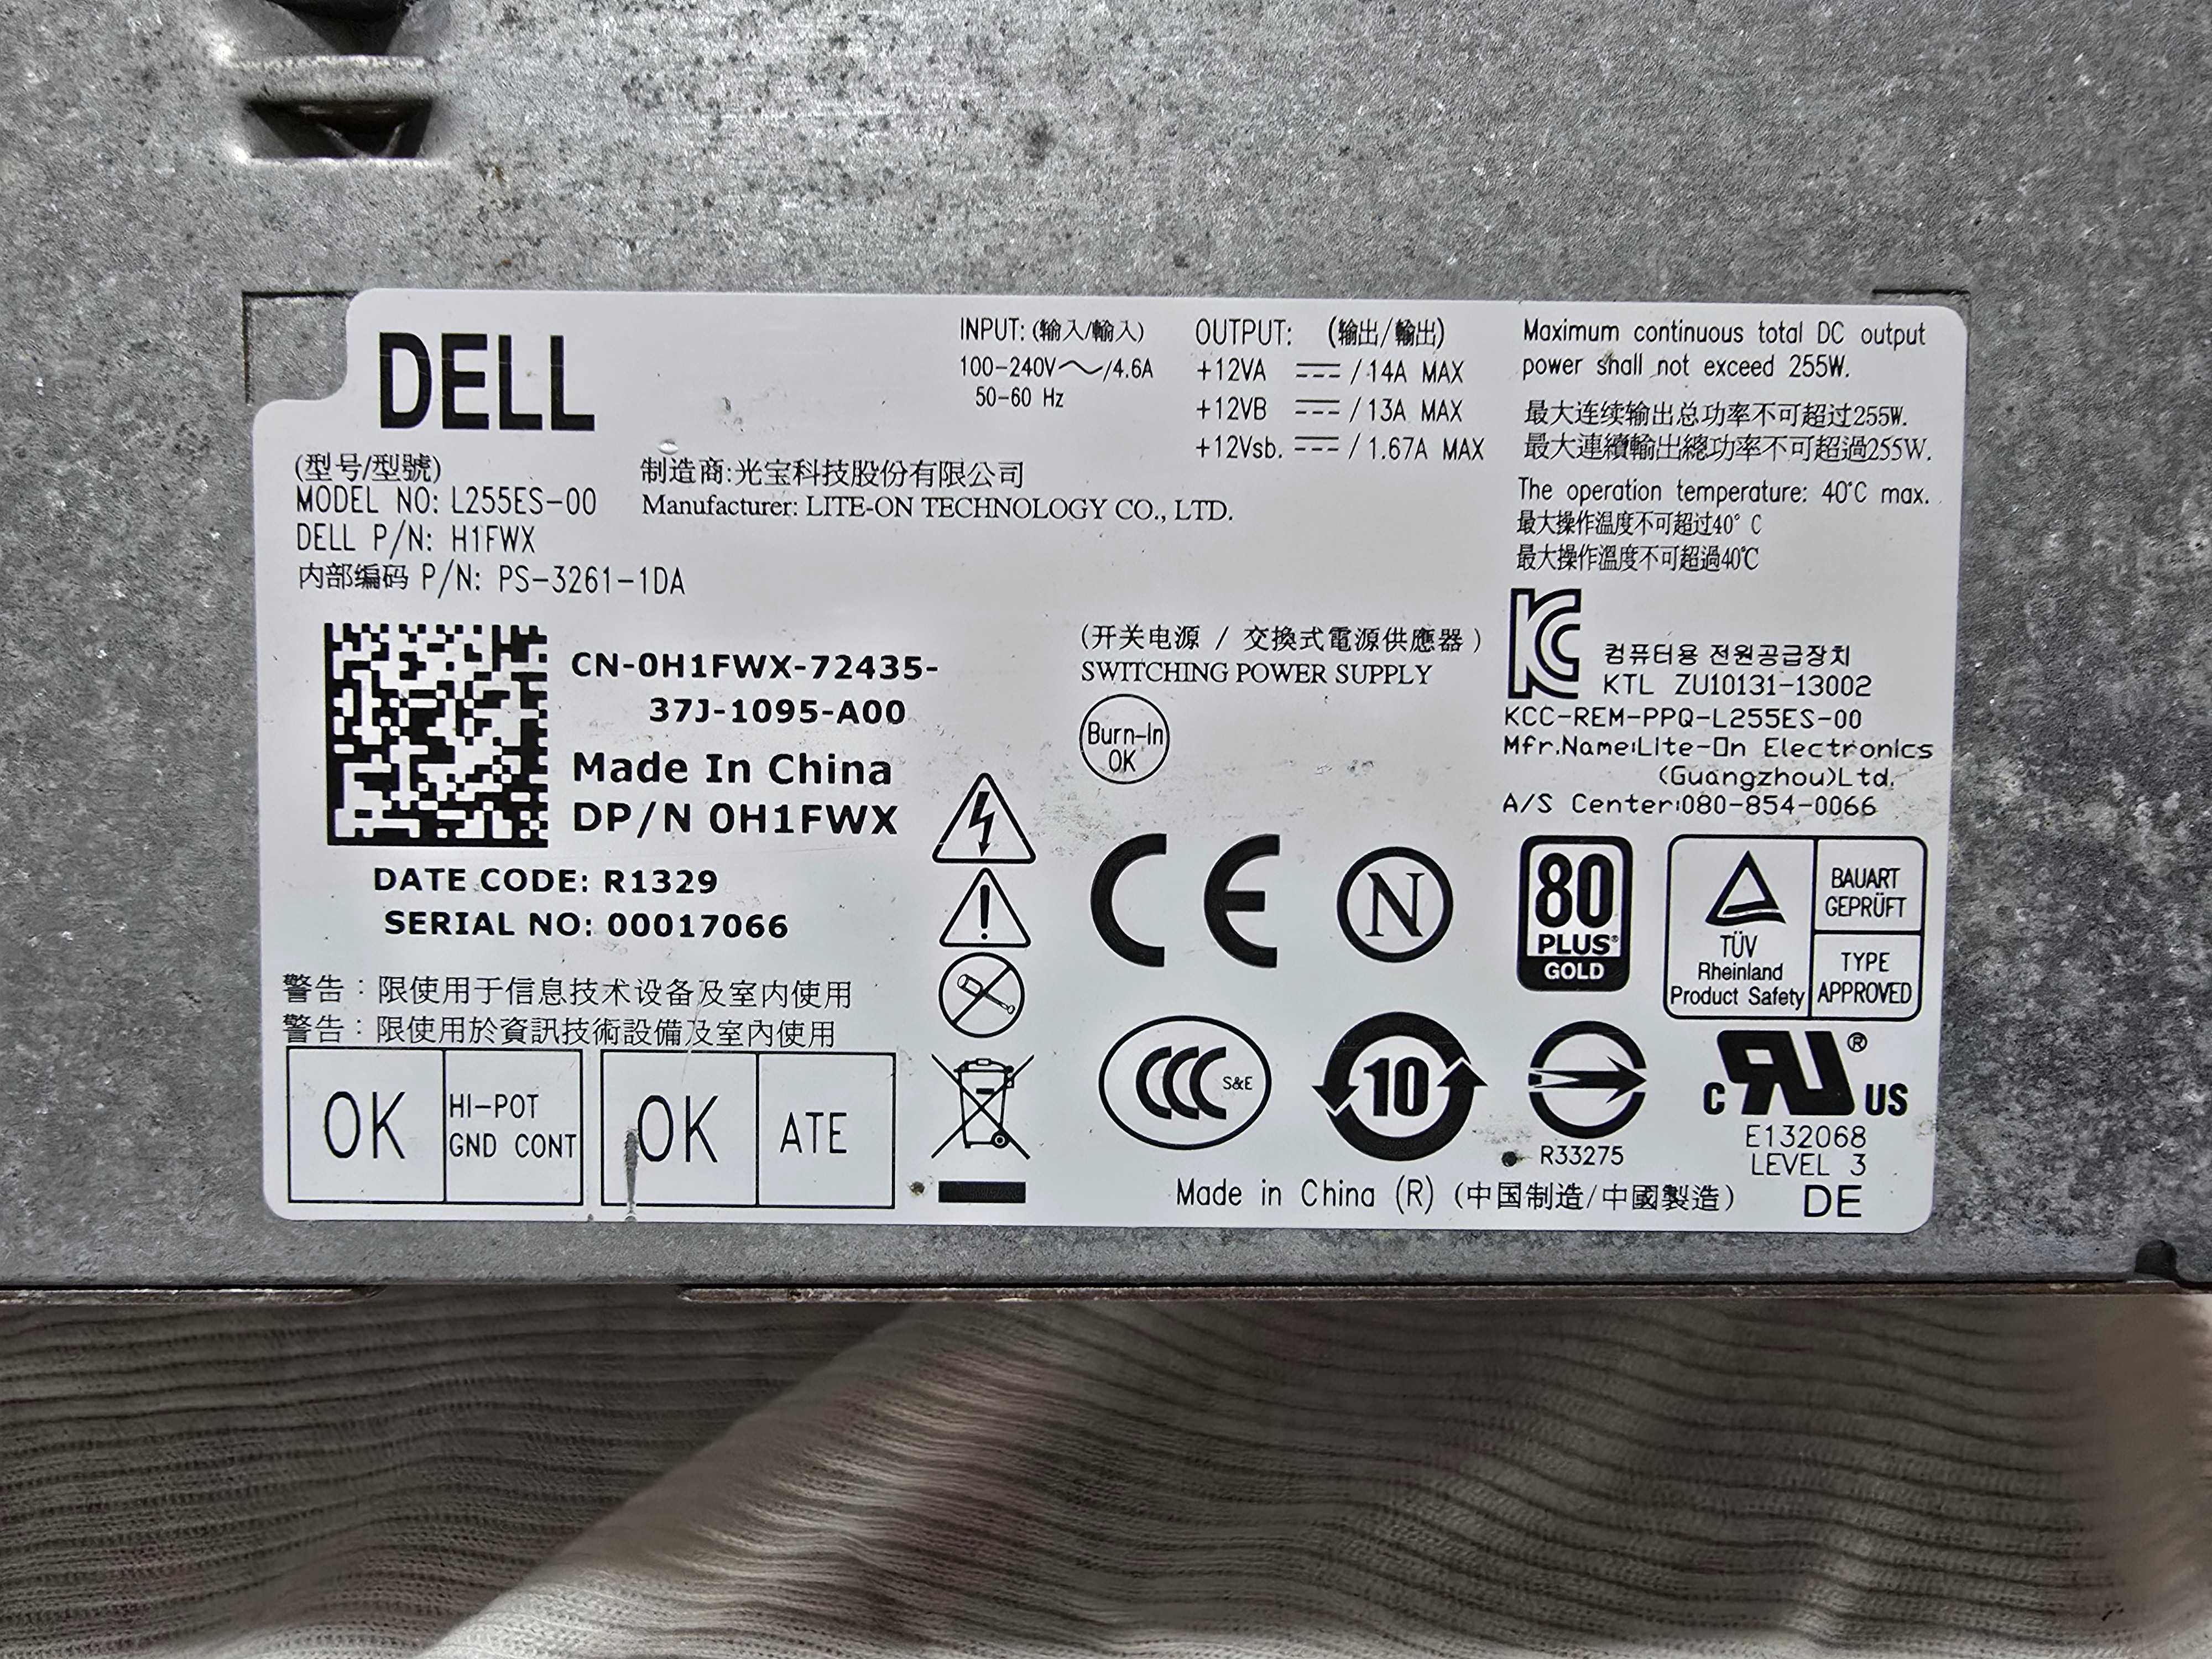 DELL
INPUT: (输入/輸入)
100-240V～/4.6A
50-60 Hz
OUTPUT: (输出/輸出)
+12VA ⎓ / 14A MAX
+12VB ⎓ / 13A MAX
+12Vsb. ⎓ / 1.67A MAX
Maximum continuous total DC output
power shall not exceed 255W.
最大连续输出总功率不可超过255W.
最大連續輸出總功率不可超過255W.
The operation temperature: 40°C max.
最大操作温度不可超过40° C
最大操作溫度不可超過40℃
(型号/型號)
MODEL NO: L255ES-00
DELL P/N: H1FWX
内部编码 P/N: PS-3261-1DA
制造商:光宝科技股份有限公司
Manufacturer: LITE-ON TECHNOLOGY CO., LTD.
CN-0H1FWX-72435-
37J-1095-A00
Made In China
DP/N 0H1FWX
DATE CODE: R1329
SERIAL NO: 00017066
(开关电源 / 交換式電源供應器)
SWITCHING POWER SUPPLY
Burn-In
OK
KC
컴퓨터용 전원공급장치
KTL ZU10131-13002
KCC-REM-PPQ-L255ES-00
Mfr.Name:Lite-On Electronics
(Guangzhou)Ltd.
A/S Center:080-854-0066
CE
N
80
PLUS®
GOLD
TÜV
Rheinland
Product Safety
BAUART
GEPRÜFT
TYPE
APPROVED
警告：限使用于信息技术设备及室内使用
警告：限使用於資訊技術設備及室內使用
OK
HI-POT
GND CONT
OK
ATE
CCC S&E
10
R33275
c UR® US
E132068
LEVEL 3
DE
Made in China (R) (中国制造/中國製造)